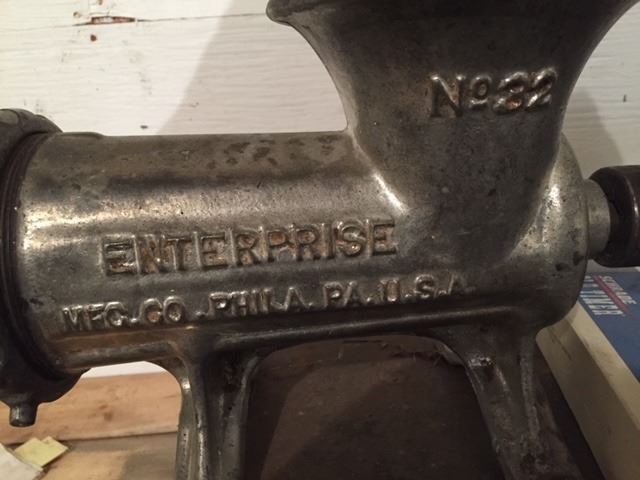 No 32
ENTERPRISE
MFG. CO. PHILA. PA. U.S.A.